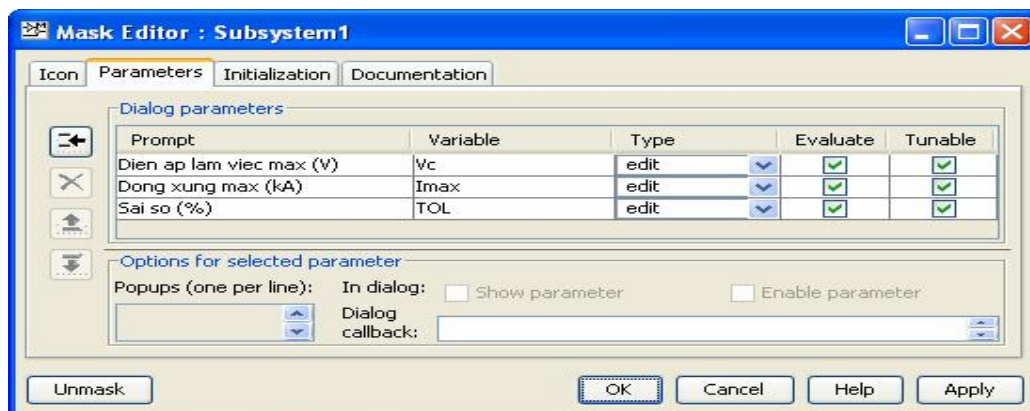 Mask Editor : Subsystem1
Icon Parameters Initialization Documentation
Dialog parameters
Prompt Variable Type Evaluate Tunable
Dien ap lam viec max (V) Vc edit
Dong xung max (kA) Imax edit
Sai so (%) TOL edit
Options for selected parameter
Popups (one per line): In dialog: Show parameter Enable parameter
Dialog
callback:
Unmask OK Cancel Help Apply